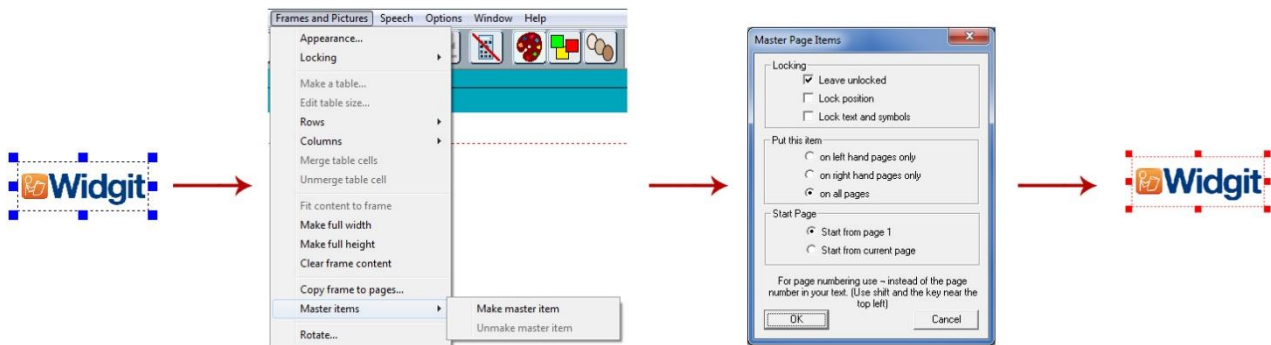 Widgit
Frames and Pictures Speech Options Window Help
Appearance...
Locking
Make a table...
Edit table size...
Rows
Columns
Merge table cells
Unmerge table cell
Fit content to frame
Make full width
Make full height
Clear frame content
Copy frame to pages...
Master items
Make master item
Unmake master item
Rotate...
Master Page Items
Locking
Leave unlocked
Lock position
Lock text and symbols
Put this item
on left hand pages only
on right hand pages only
on all pages
Start Page
Start from page 1
Start from current page
For page numbering use ¬ instead of the page
number in your text. (Use shift and the key near the
top left)
OK Cancel
Widgit